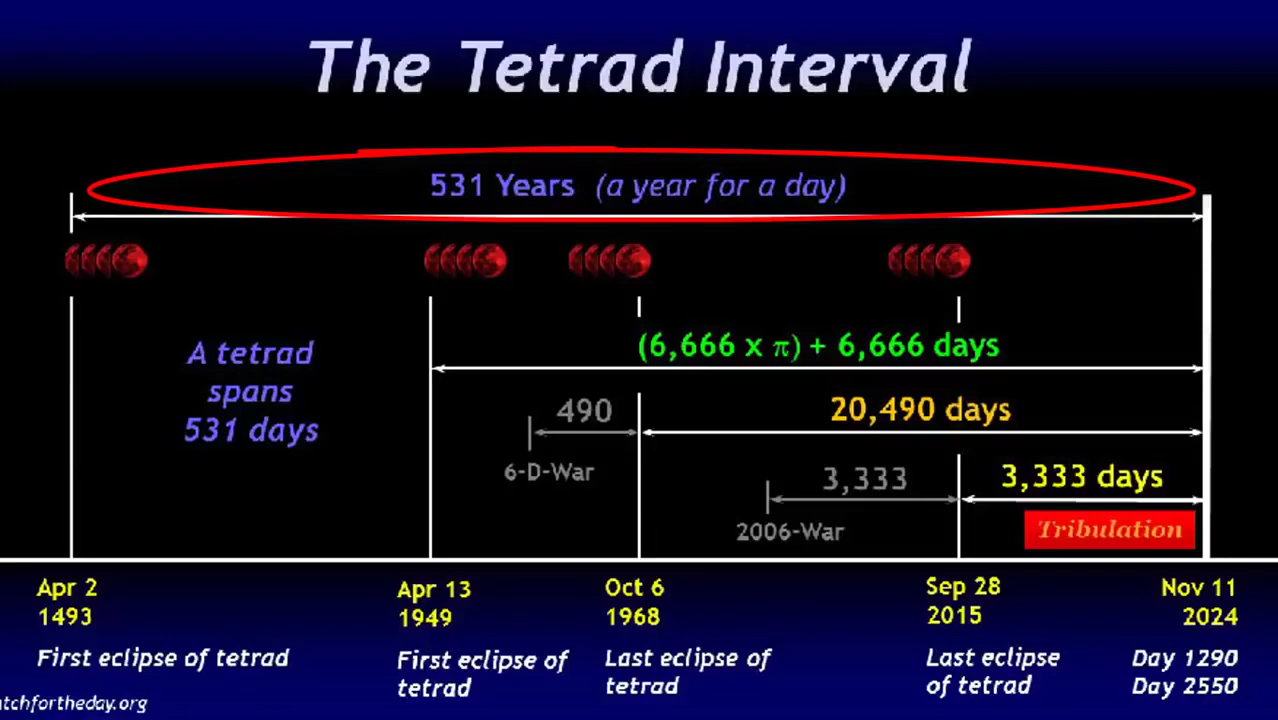 The Tetrad Interval
531 Years (a year for a day)
(6,666 x π) + 6,666 days
A tetrad
spans
531 days
490
20,490 days
6-D-War
3,333
3,333 days
2006-War
Tribulation
Apr 2
1493
First eclipse of tetrad
Apr 13
1949
First eclipse of
tetrad
Oct 6
1968
Last eclipse of
tetrad
Sep 28
2015
Last eclipse
of tetrad
Nov 11
2024
Day 1290
Day 2550
atchfortheday.org